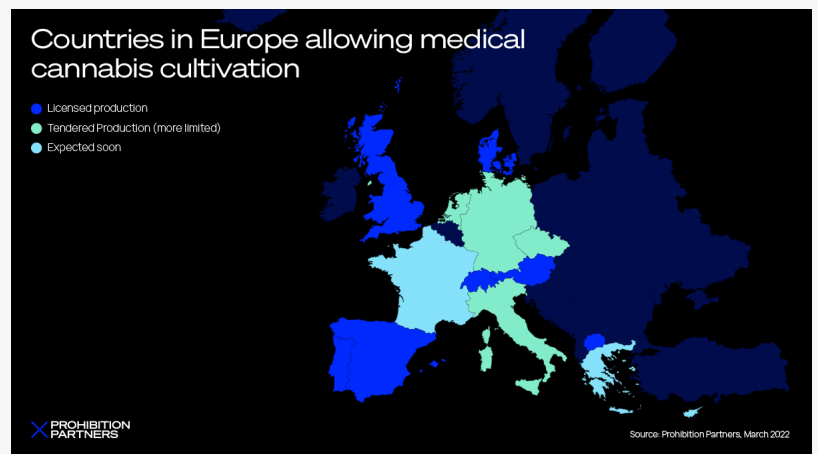 Countries in Europe allowing medical
cannabis cultivation
Licensed production
Tendered Production (more limited)
Expected soon
PROHIBITION
PARTNERS
Source: Prohibition Partners, March 2022